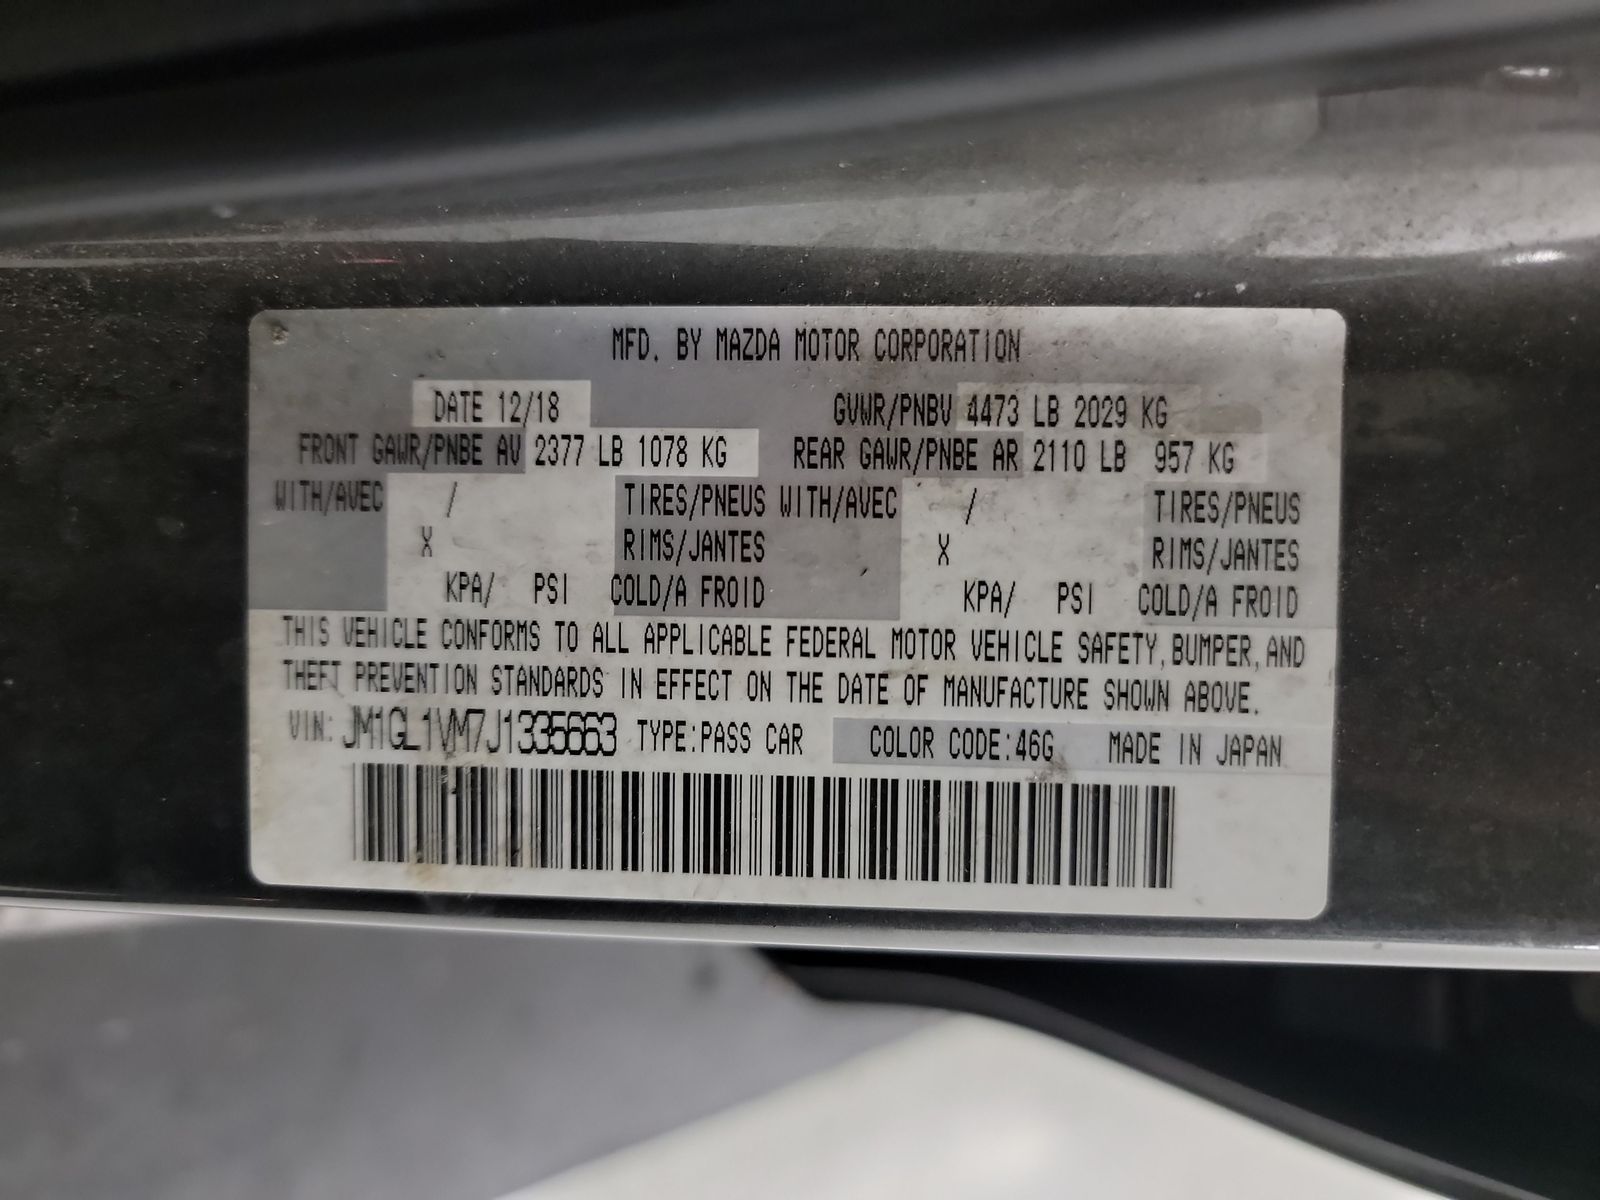 MFD. BY MAZDA MOTOR CORPORATION
DATE 12/18 GVWR/PNBV 4473 LB 2029 KG
FRONT GAWR/PNBE AV 2377 LB 1078 KG REAR GAWR/PNBE AR 2110 LB 957 KG
WITH/AVEC / TIRES/PNEUS WITH/AVEC / TIRES/PNEUS
X RIMS/JANTES X RIMS/JANTES
KPA/ PSI COLD/A FROID KPA/ PSI COLD/A FROID
THIS VEHICLE CONFORMS TO ALL APPLICABLE FEDERAL MOTOR VEHICLE SAFETY, BUMPER, AND
THEFT PREVENTION STANDARDS IN EFFECT ON THE DATE OF MANUFACTURE SHOWN ABOVE.
VIN: JM1GL1VM7J1335663 TYPE:PASS CAR COLOR CODE:46G MADE IN JAPAN